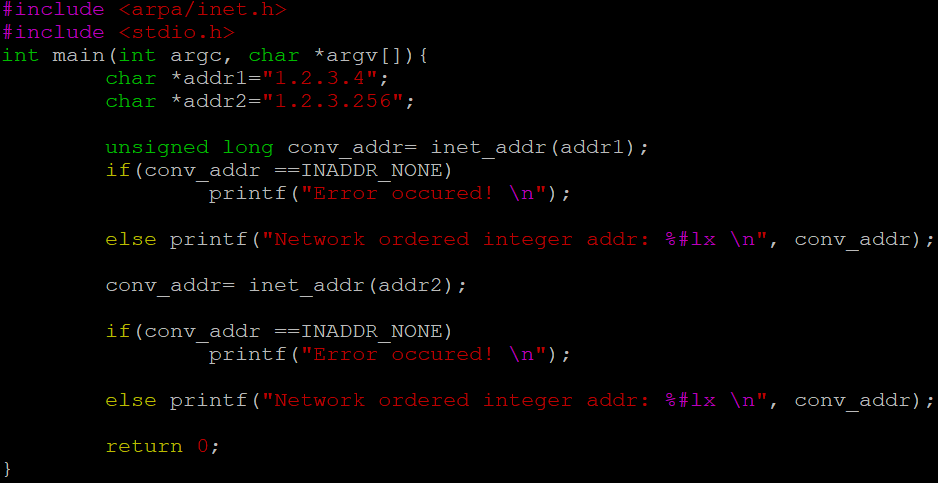 #include <arpa/inet.h>
#include <stdio.h>
int main(int argc, char *argv[]){
        char *addr1="1.2.3.4";
        char *addr2="1.2.3.256";

        unsigned long conv_addr= inet_addr(addr1);
        if(conv_addr ==INADDR_NONE)
                printf("Error occured! \n");

        else printf("Network ordered integer addr: %#lx \n", conv_addr);

        conv_addr= inet_addr(addr2);

        if(conv_addr ==INADDR_NONE)
                printf("Error occured! \n");

        else printf("Network ordered integer addr: %#lx \n", conv_addr);

        return 0;
}